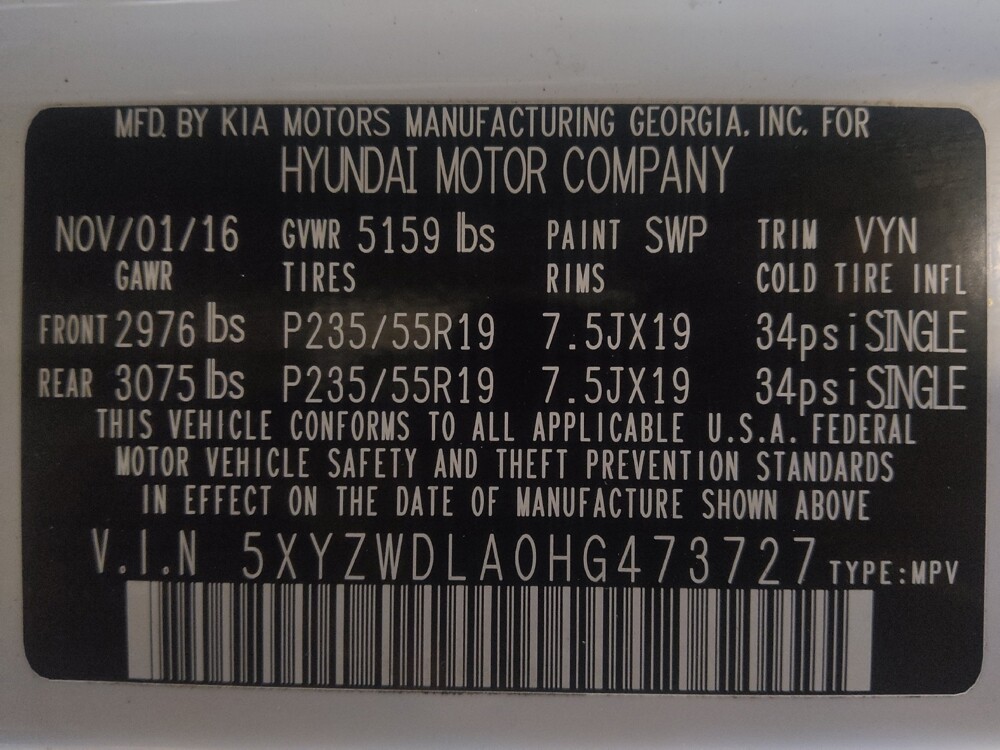 MFD. BY KIA MOTORS MANUFACTURING GEORGIA, INC. FOR
HYUNDAI MOTOR COMPANY
NOV/01/16 GVWR 5159 lbs PAINT SWP TRIM VYN
GAWR TIRES RIMS COLD TIRE INFL
FRONT 2976 lbs P235/55R19 7.5JX19 34psi SINGLE
REAR 3075 lbs P235/55R19 7.5JX19 34psi SINGLE
THIS VEHICLE CONFORMS TO ALL APPLICABLE U.S.A. FEDERAL
MOTOR VEHICLE SAFETY AND THEFT PREVENTION STANDARDS
IN EFFECT ON THE DATE OF MANUFACTURE SHOWN ABOVE
V.I.N 5XYZWDLA0HG473727 TYPE:MPV